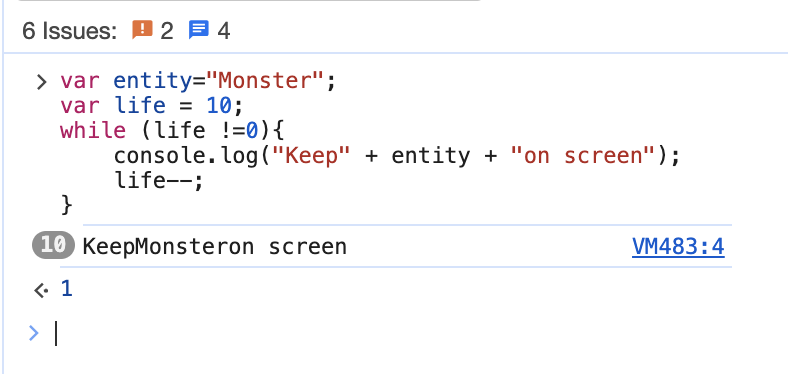 6 Issues: 2 4
> var entity="Monster";
var life = 10;
while (life !=0){
    console.log("Keep" + entity + "on screen");
    life--;
}
10 KeepMonsteron screen VM483:4
1
>